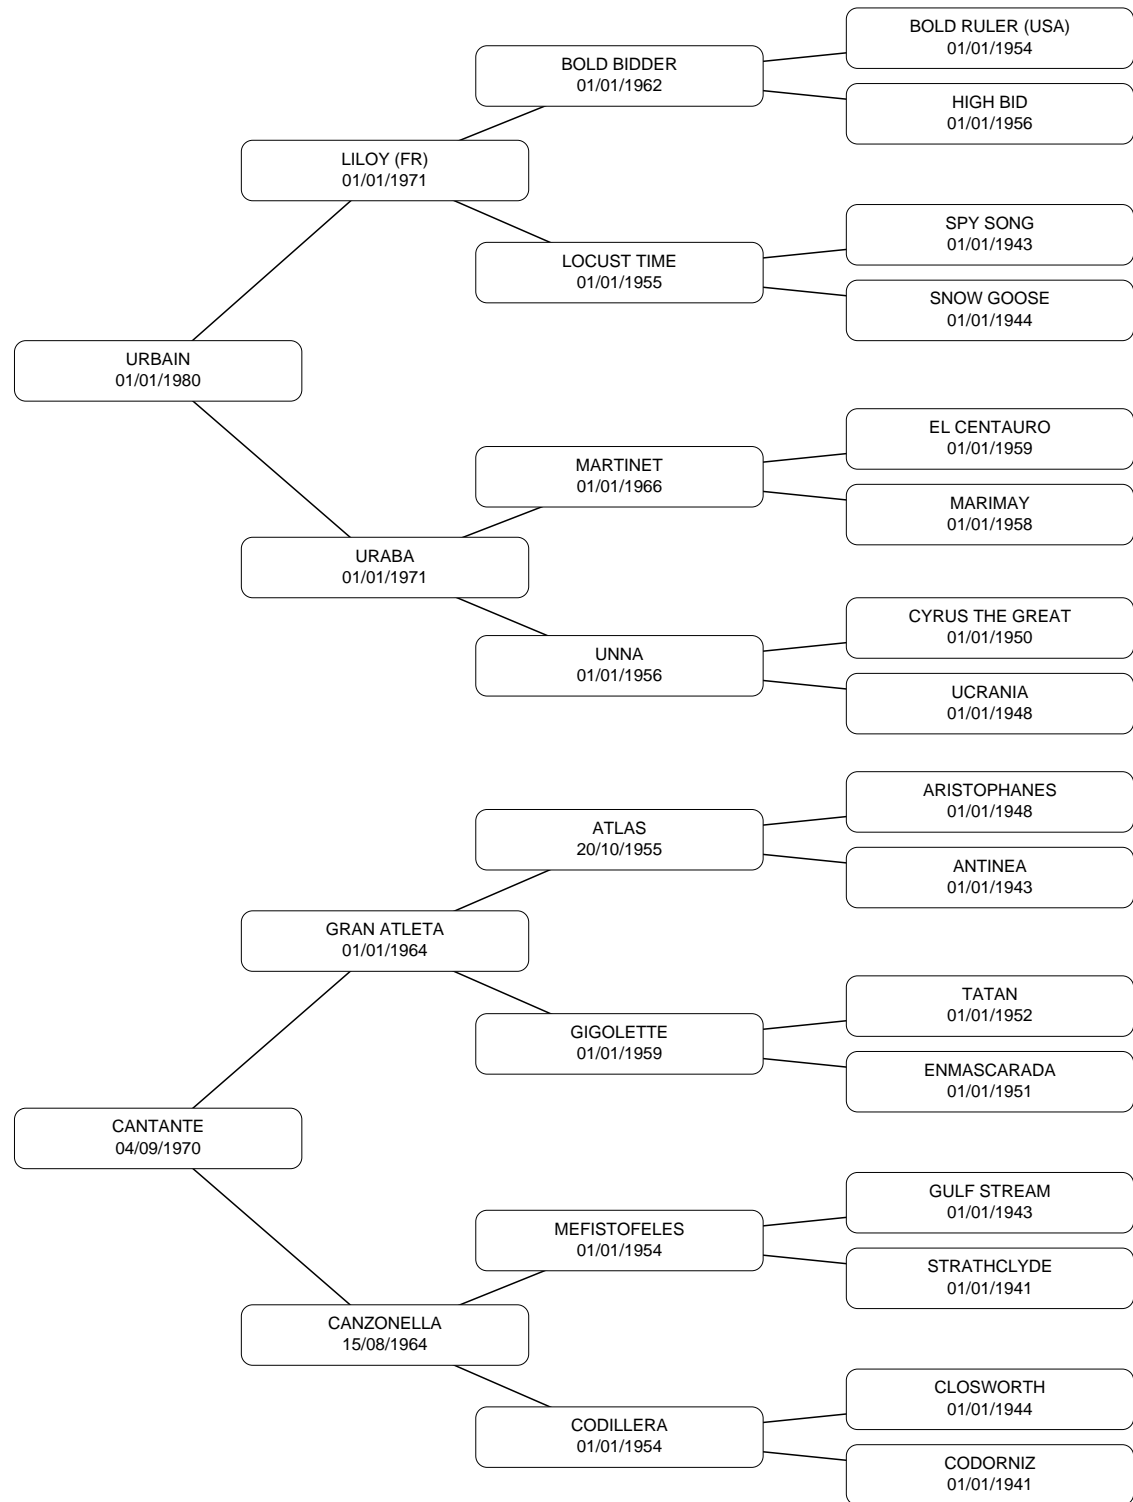 BOLD RULER (USA)
01/01/1954
BOLD BIDDER
01/01/1962
HIGH BID
01/01/1956
LILOY (FR)
01/01/1971
SPY SONG
01/01/1943
LOCUST TIME
01/01/1955
SNOW GOOSE
01/01/1944
URBAIN
01/01/1980
EL CENTAURO
01/01/1959
MARTINET
01/01/1966
MARIMAY
01/01/1958
URABA
01/01/1971
CYRUS THE GREAT
01/01/1950
UNNA
01/01/1956
UCRANIA
01/01/1948
ARISTOPHANES
01/01/1948
ATLAS
20/10/1955
ANTINEA
01/01/1943
GRAN ATLETA
01/01/1964
TATAN
01/01/1952
GIGOLETTE
01/01/1959
ENMASCARADA
01/01/1951
CANTANTE
04/09/1970
GULF STREAM
01/01/1943
MEFISTOFELES
01/01/1954
STRATHCLYDE
01/01/1941
CANZONELLA
15/08/1964
CLOSWORTH
01/01/1944
CODILLERA
01/01/1954
CODORNIZ
01/01/1941